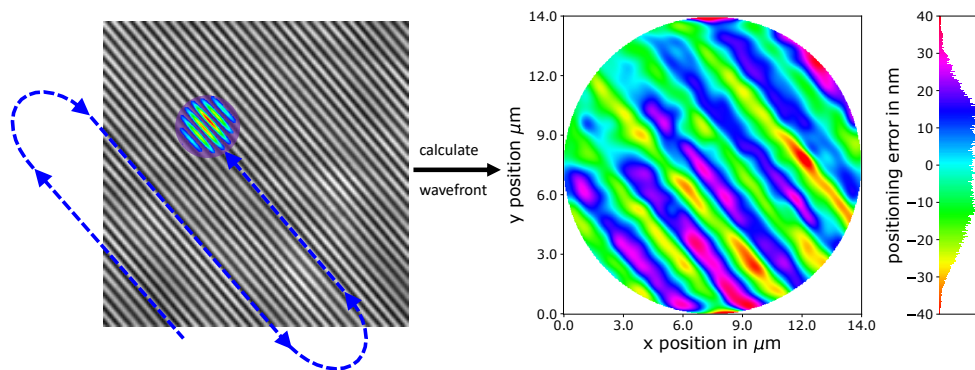 calculate
wavefront
14.0
12.0
9.0
6.0
3.0
0.0
y position μm
0.0 3.0 6.0 9.0 12.0 14.0
x position in μm
40
30
20
10
0
−10
−20
−30
−40
positioning error in nm